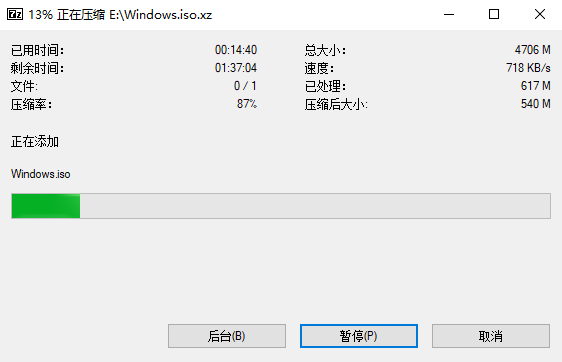 7z 13% 正在压缩 E:\Windows.iso.xz
已用时间: 00:14:40 总大小: 4706 M
剩余时间: 01:37:04 速度: 718 KB/s
文件: 0 / 1 已处理: 617 M
压缩率: 87% 压缩后大小: 540 M
正在添加
Windows.iso
后台(B) 暂停(P) 取消